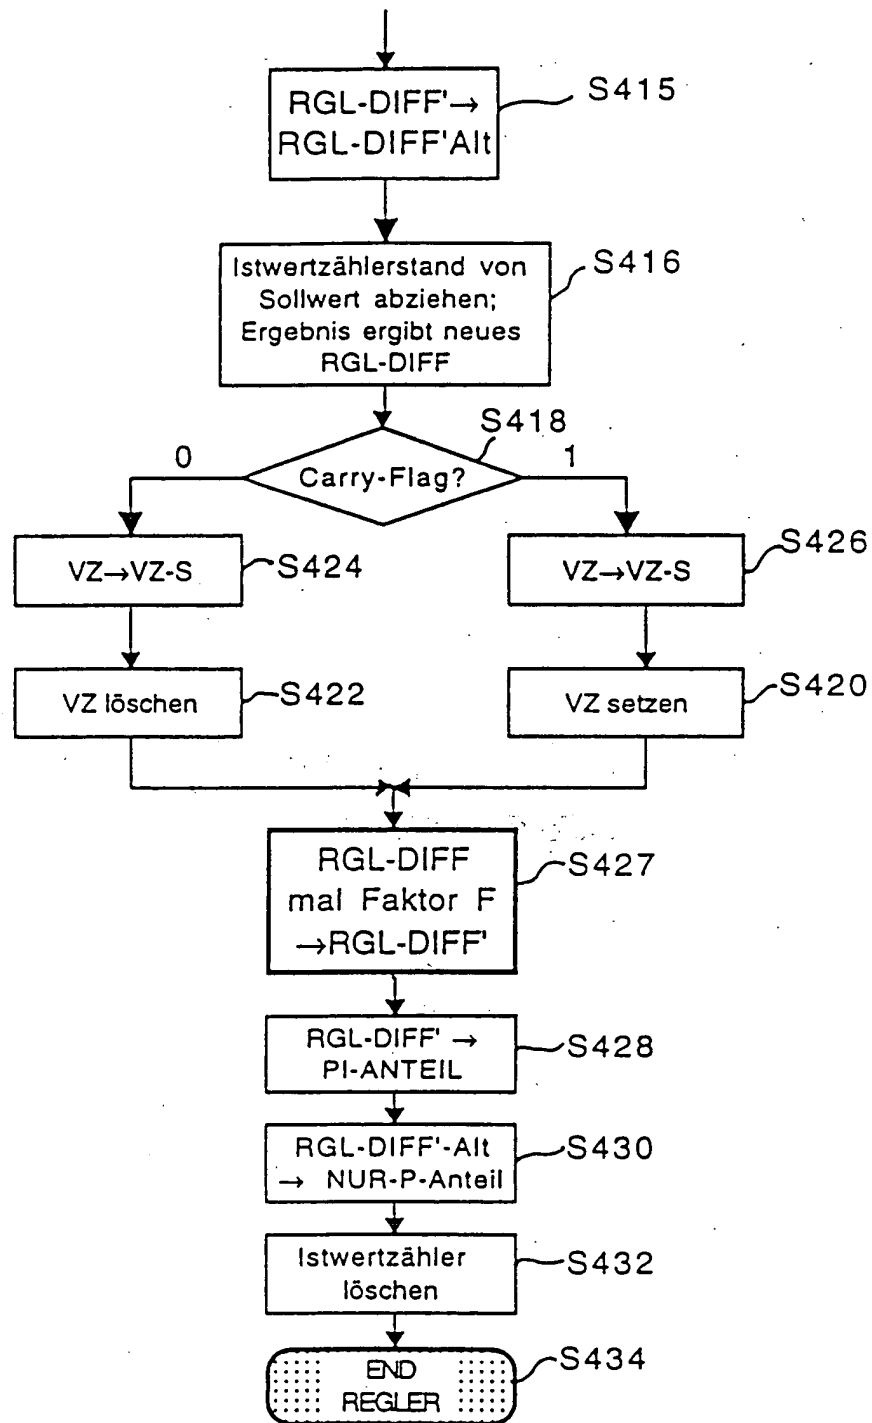 RGL-DIFF'→
RGL-DIFF'Alt
S415
Istwertzählerstand von
Sollwert abziehen;
Ergebnis ergibt neues
RGL-DIFF
S416
Carry-Flag?
S418
0
1
VZ→VZ-S
S424
VZ→VZ-S
S426
VZ löschen
S422
VZ setzen
S420
RGL-DIFF
mal Faktor F
→RGL-DIFF'
S427
RGL-DIFF' →
PI-ANTEIL
S428
RGL-DIFF'-Alt
→ NUR-P-Anteil
S430
Istwertzähler
löschen
S432
END
REGLER
S434